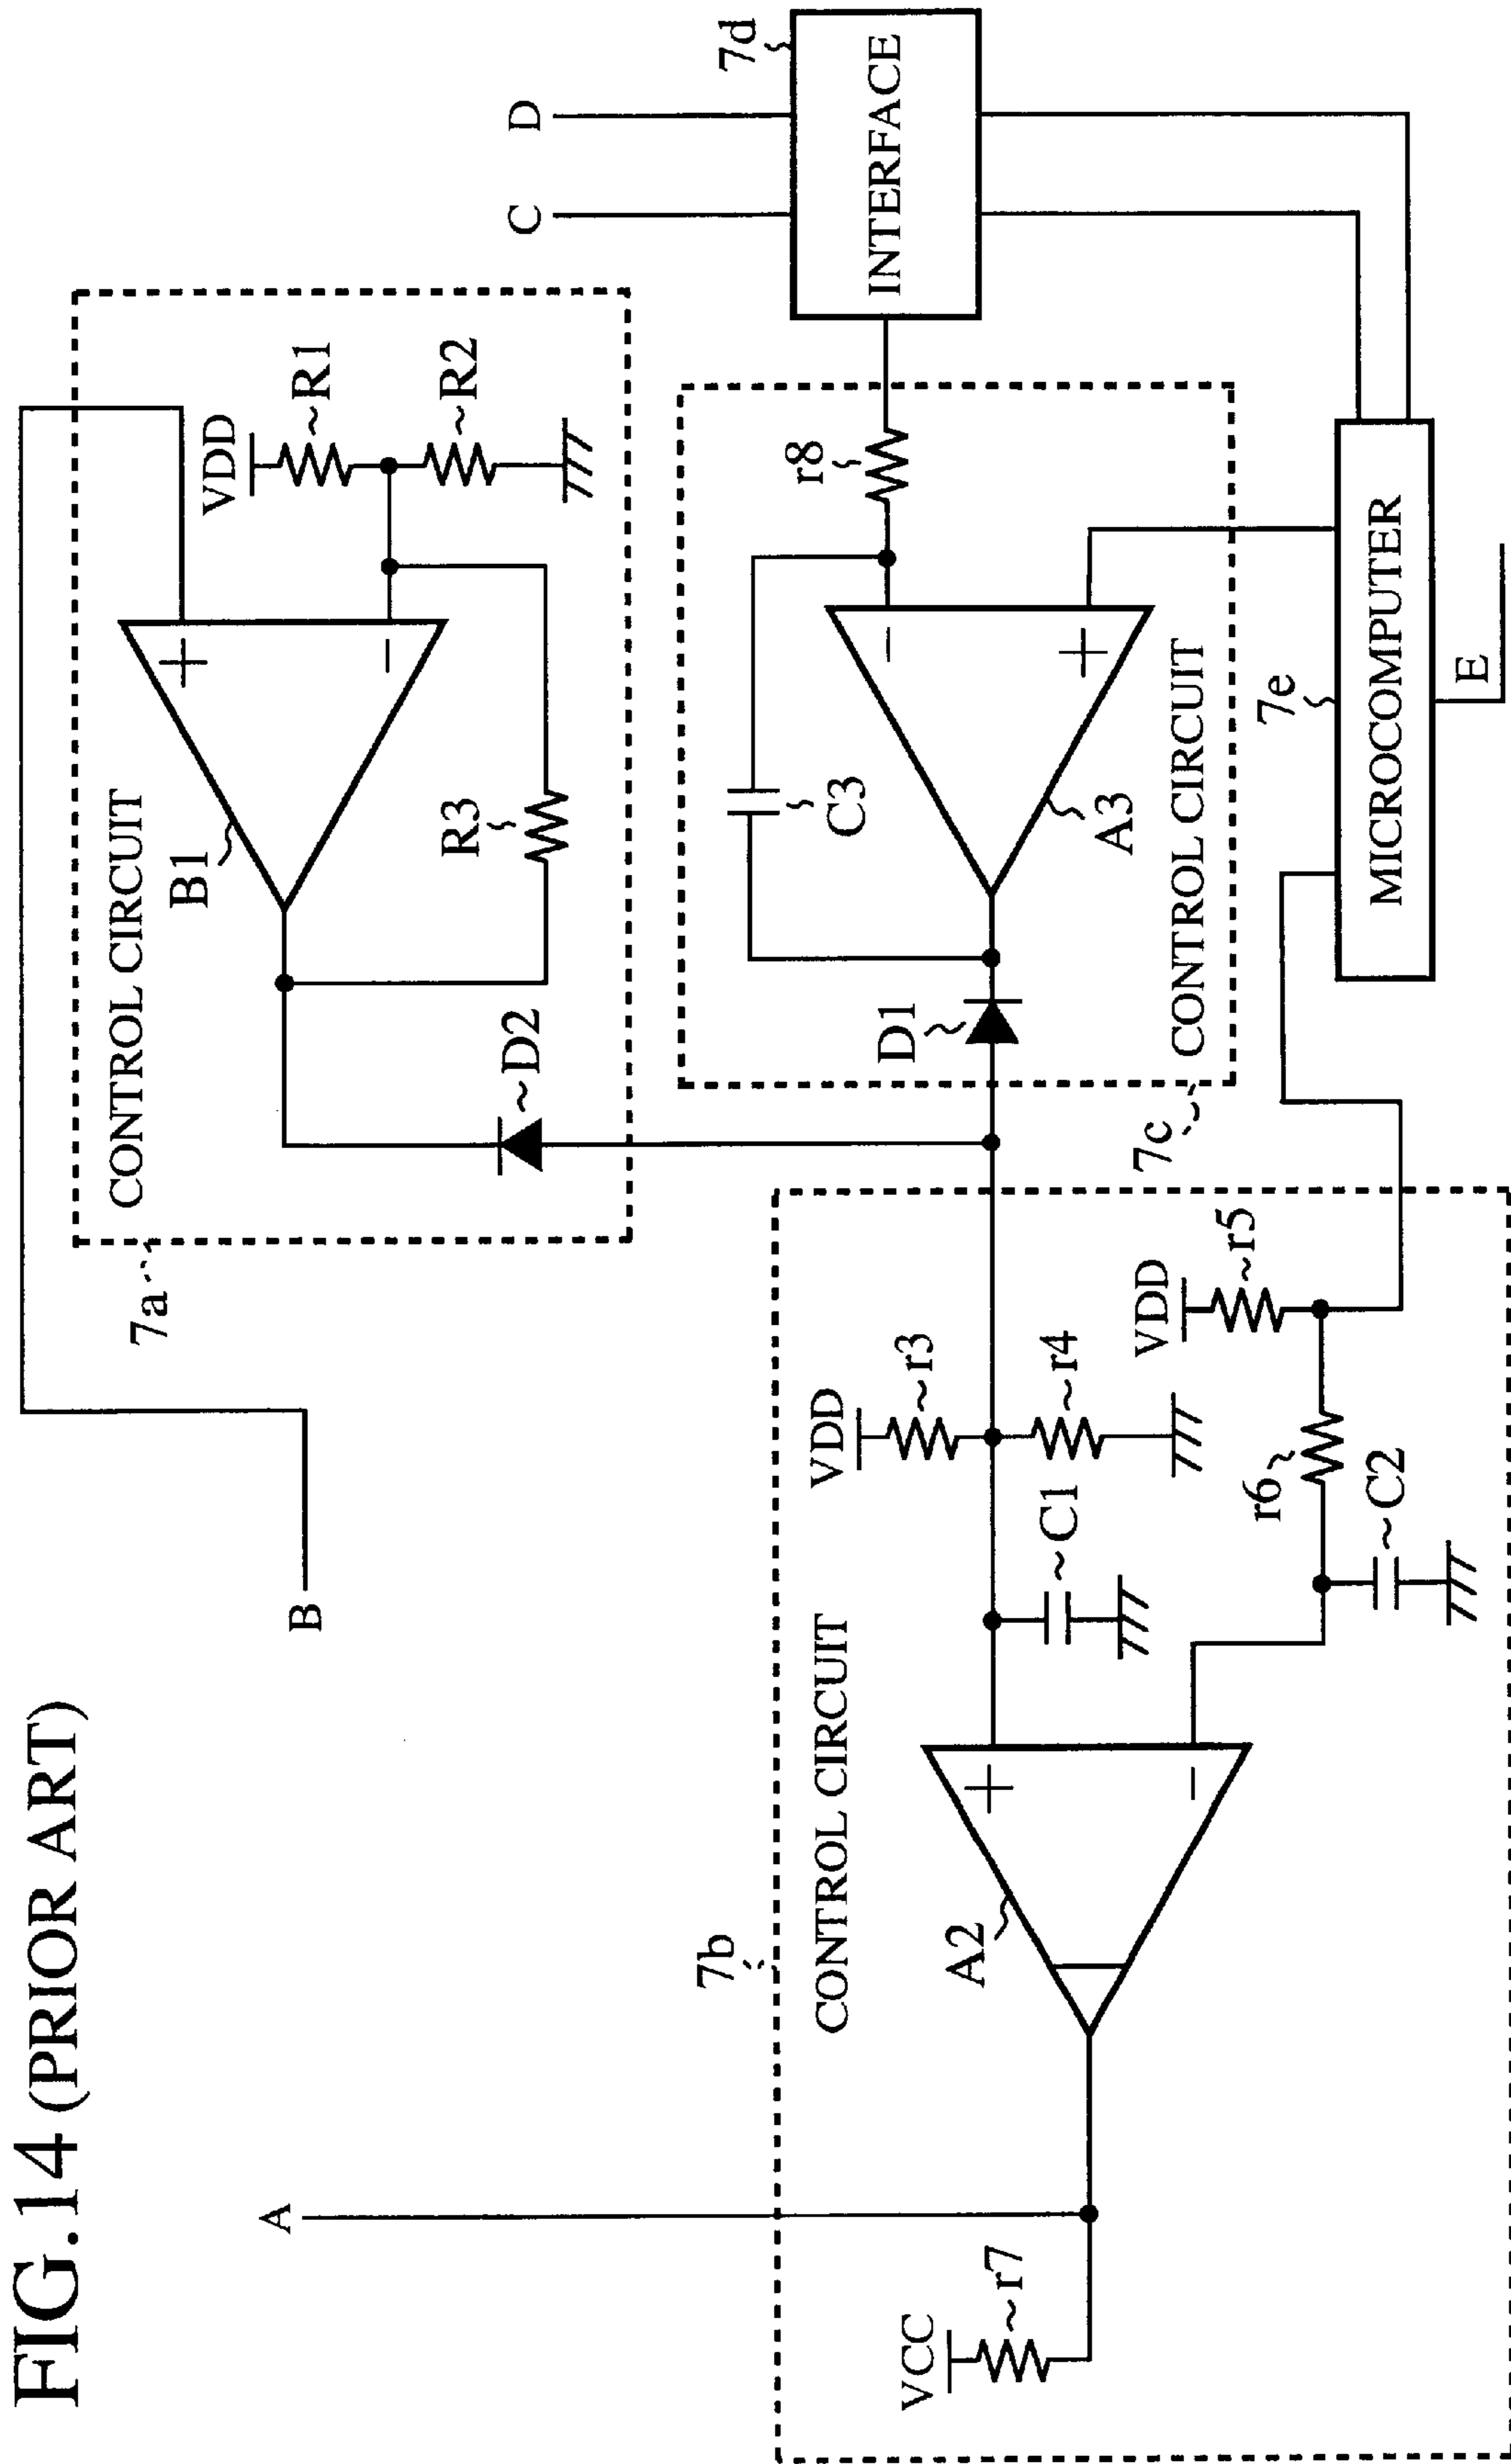 FIG.14 (PRIOR ART)
A
B
C
D
7a
CONTROL CIRCUIT
B1
+
-
VDD
R1
R2
R3
D2
7d
INTERFACE
7b
CONTROL CIRCUIT
VCC
r7
A2
+
-
VDD
r3
r4
C1
VDD
r5
r6
C2
7c
CONTROL CIRCUIT
D1
C3
A3
-
+
r8
7e
MICROCOMPUTER
E